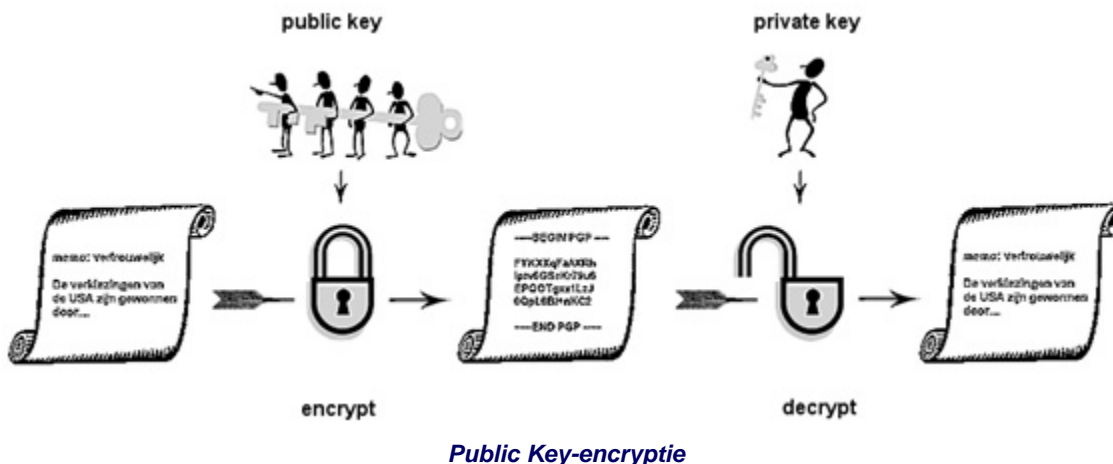 public key
private key
memo: Vertrouwelijk
De verkiezingen van
de USA zijn gewonnen
door....
----BEGIN PGP ----
----END PGP ----
memo: Vertrouwelijk
De verkiezingen van
de USA zijn gewonnen
door....
encrypt
decrypt
Public Key-encryptie